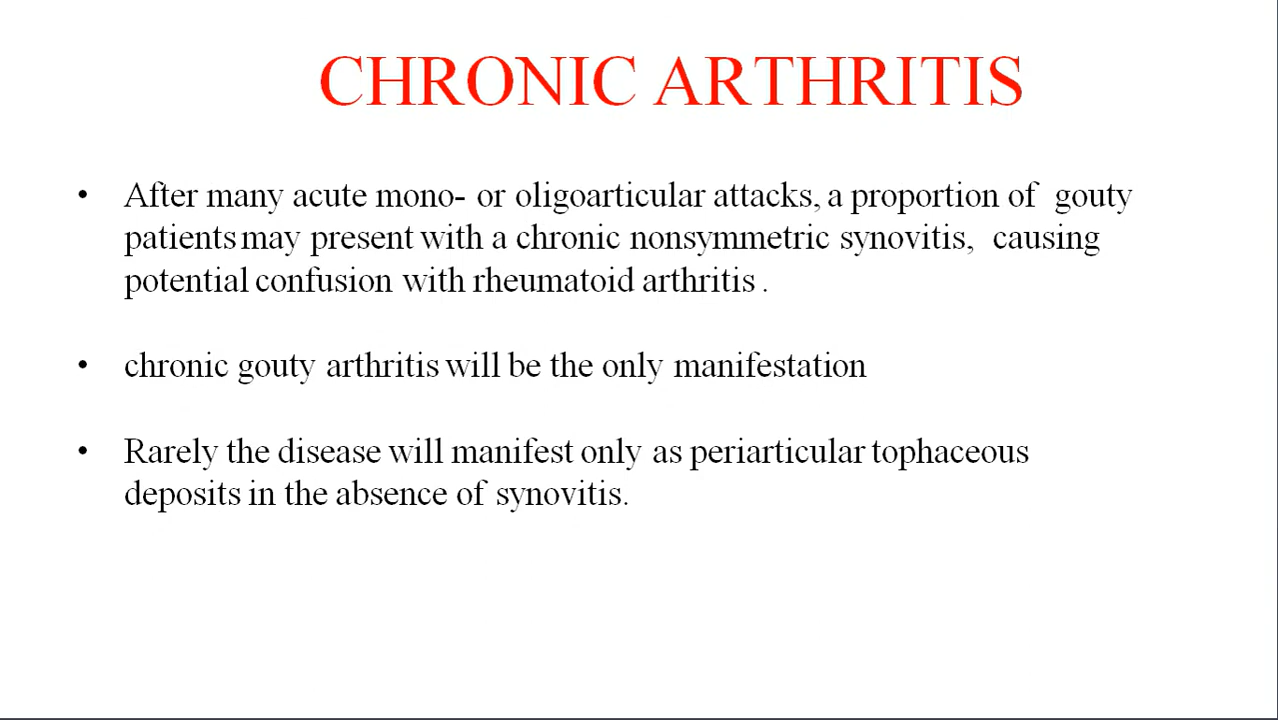 CHRONIC ARTHRITIS
• After many acute mono- or oligoarticular attacks, a proportion of gouty
patients may present with a chronic nonsymmetric synovitis, causing
potential confusion with rheumatoid arthritis .
• chronic gouty arthritis will be the only manifestation
• Rarely the disease will manifest only as periarticular tophaceous
deposits in the absence of synovitis.